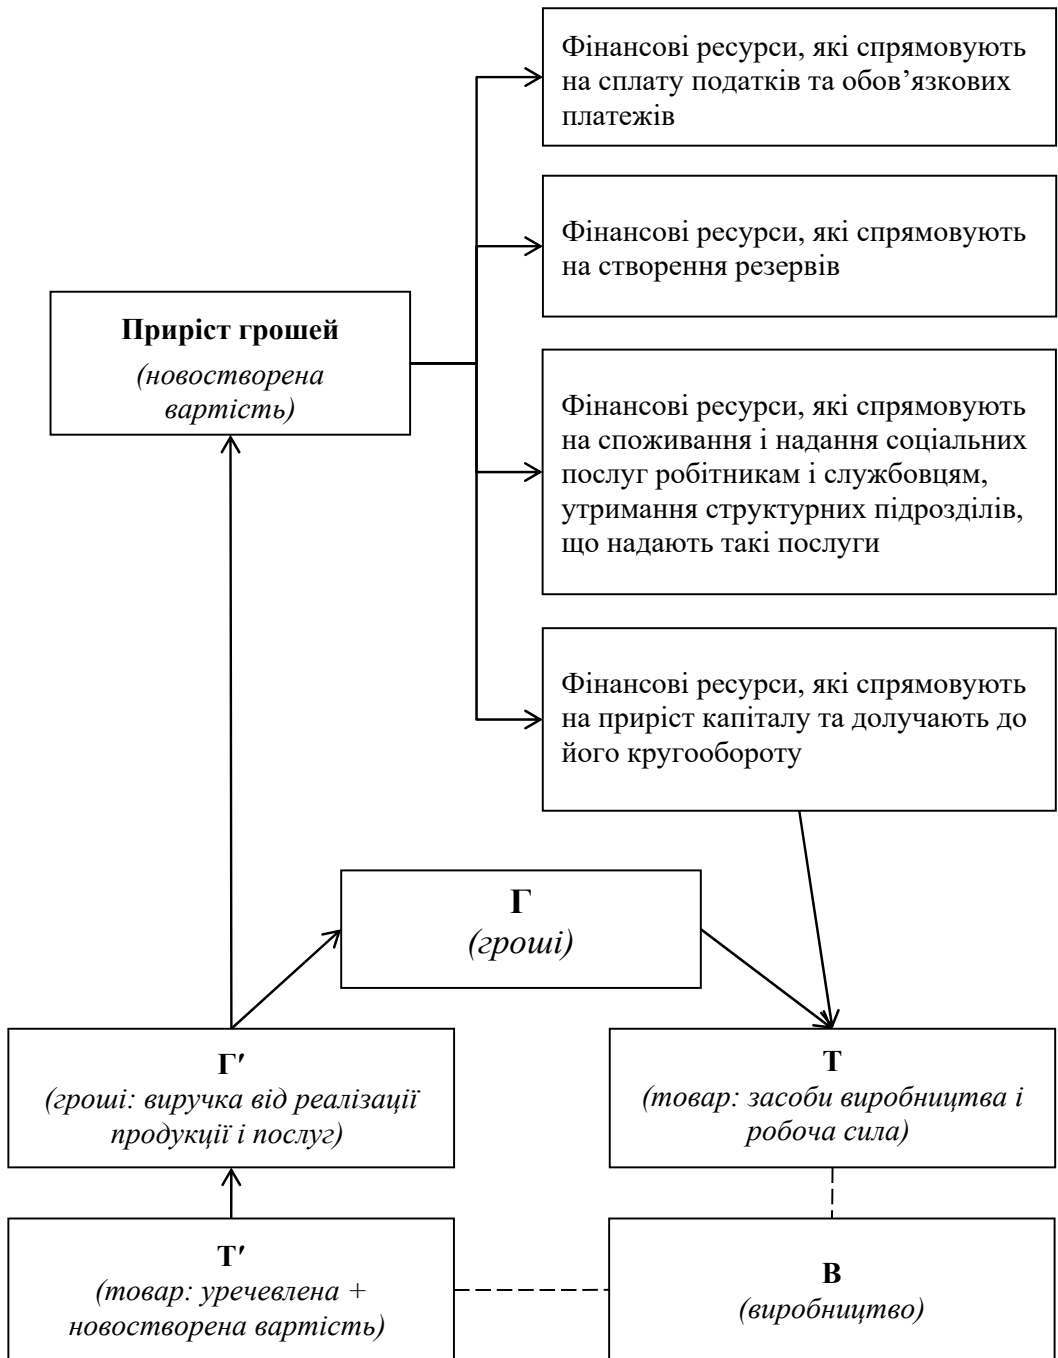 Фінансові ресурси, які спрямовують
на сплату податків та обов’язкових
платежів
Фінансові ресурси, які спрямовують
на створення резервів
Приріст грошей
(новостворена
вартість)
Фінансові ресурси, які спрямовують
на споживання і надання соціальних
послуг робітникам і службовцям,
утримання структурних підрозділів,
що надають такі послуги
Фінансові ресурси, які спрямовують
на приріст капіталу та долучають до
його кругообороту
Г
(гроші)
Г′
(гроші: виручка від реалізації
продукції і послуг)
Т
(товар: засоби виробництва і
робоча сила)
Т′
(товар: уречевлена +
новостворена вартість)
В
(виробництво)